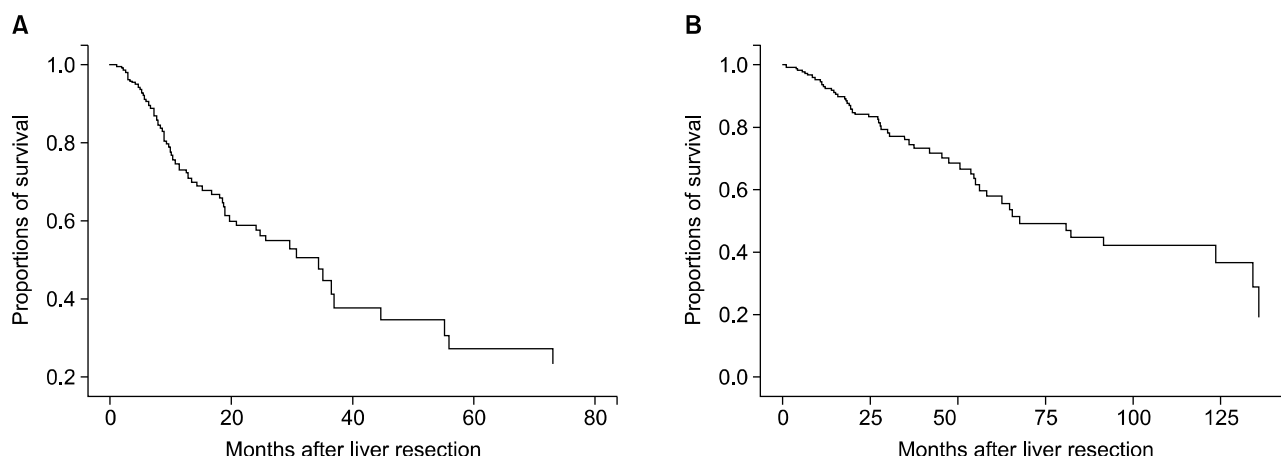 A
1.0
0.8
0.6
0.4
0.2
Proportions of survival
0 20 40 60 80
Months after liver resection
B
1.0
0.8
0.6
0.4
0.2
0.0
Proportions of survival
0 25 50 75 100 125
Months after liver resection